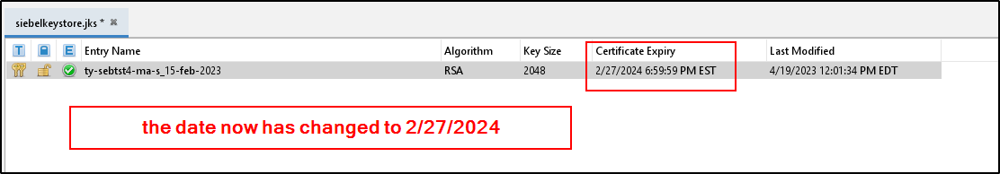 siebelkeystore.jks *
T E Entry Name Algorithm Key Size Certificate Expiry Last Modified
ty-sebtst4-ma-s_15-feb-2023 RSA 2048 2/27/2024 6:59:59 PM EST 4/19/2023 12:01:34 PM EDT
the date now has changed to 2/27/2024